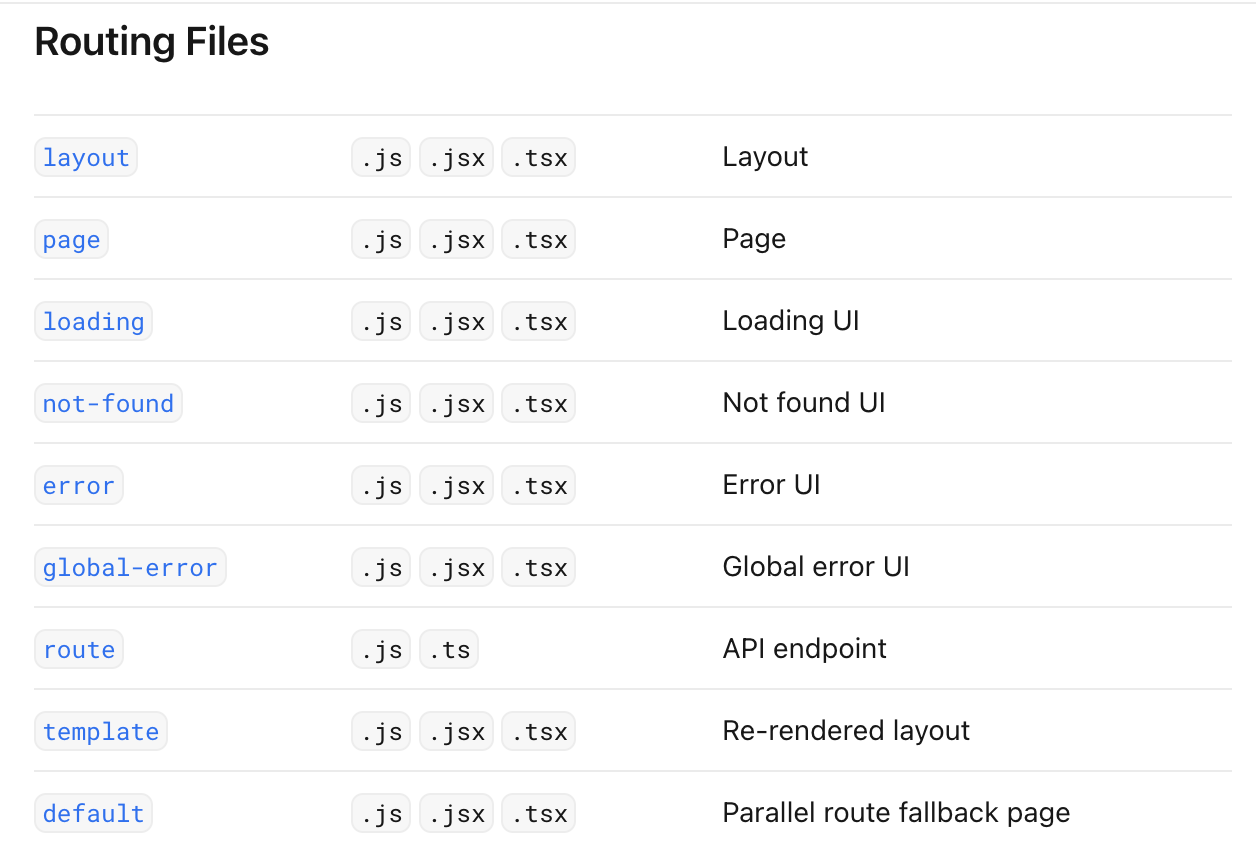 Routing Files
layout .js .jsx .tsx Layout
page .js .jsx .tsx Page
loading .js .jsx .tsx Loading UI
not-found .js .jsx .tsx Not found UI
error .js .jsx .tsx Error UI
global-error .js .jsx .tsx Global error UI
route .js .ts API endpoint
template .js .jsx .tsx Re-rendered layout
default .js .jsx .tsx Parallel route fallback page